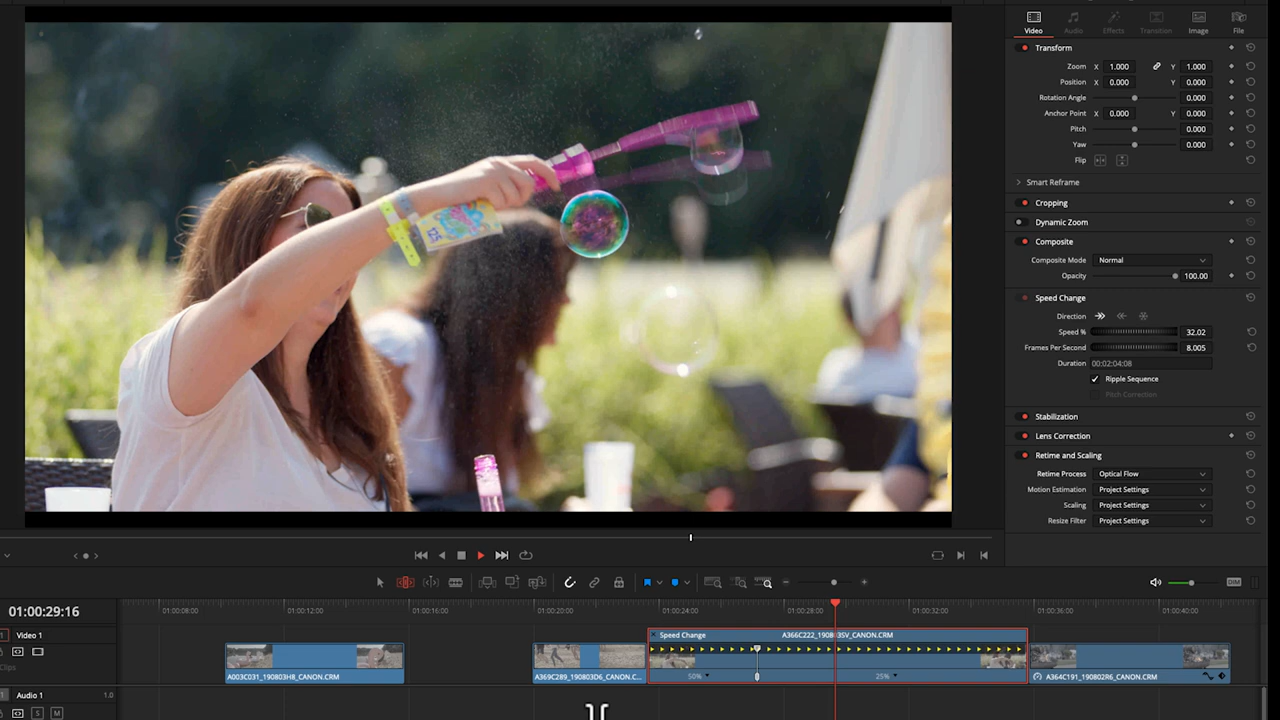 Video Audio Effects Transition Image File
Transform
Zoom X 1.000 Y 1.000
Position X 0.000 Y 0.000
Rotation Angle 0.000
Anchor Point X 0.000 Y 0.000
Pitch 0.000
Yaw 0.000
Flip
Smart Reframe
Cropping
Dynamic Zoom
Composite
Composite Mode Normal
Opacity 100.00
Speed Change
Direction
Speed % 32.02
Frames Per Second 8.005
Duration 00:02:04:08
Ripple Sequence
Pitch Correction
Stabilization
Lens Correction
Retime and Scaling
Retime Process Optical Flow
Motion Estimation Project Settings
Scaling Project Settings
Resize Filter Project Settings
DIM
01:00:29:16
01:00:08:00 01:00:12:00 01:00:16:00 01:00:20:00 01:00:24:00 01:00:28:00 01:00:32:00 01:00:36:00 01:00:40:00
Video 1
Speed Change
Clips
50%
25%
A003C031_190803H8_CANON.CRM
A369C289_190803D6_CANON.C...
A364C191_190802R6_CANON.CRM
Audio 1 1.0
S M